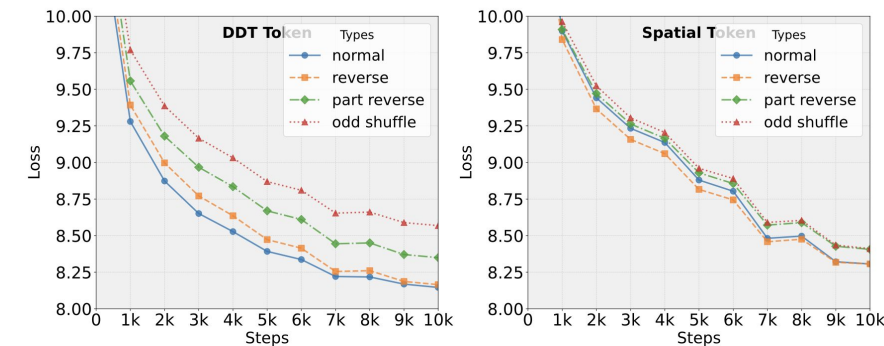 DDT Token
Types
normal
reverse
part reverse
odd shuffle
10.00
9.75
9.50
9.25
9.00
8.75
8.50
8.25
8.00
Loss
0 1k 2k 3k 4k 5k 6k 7k 8k 9k 10k
Steps
Spatial Token
Types
normal
reverse
part reverse
odd shuffle
10.00
9.75
9.50
9.25
9.00
8.75
8.50
8.25
8.00
Loss
0 1k 2k 3k 4k 5k 6k 7k 8k 9k 10k
Steps